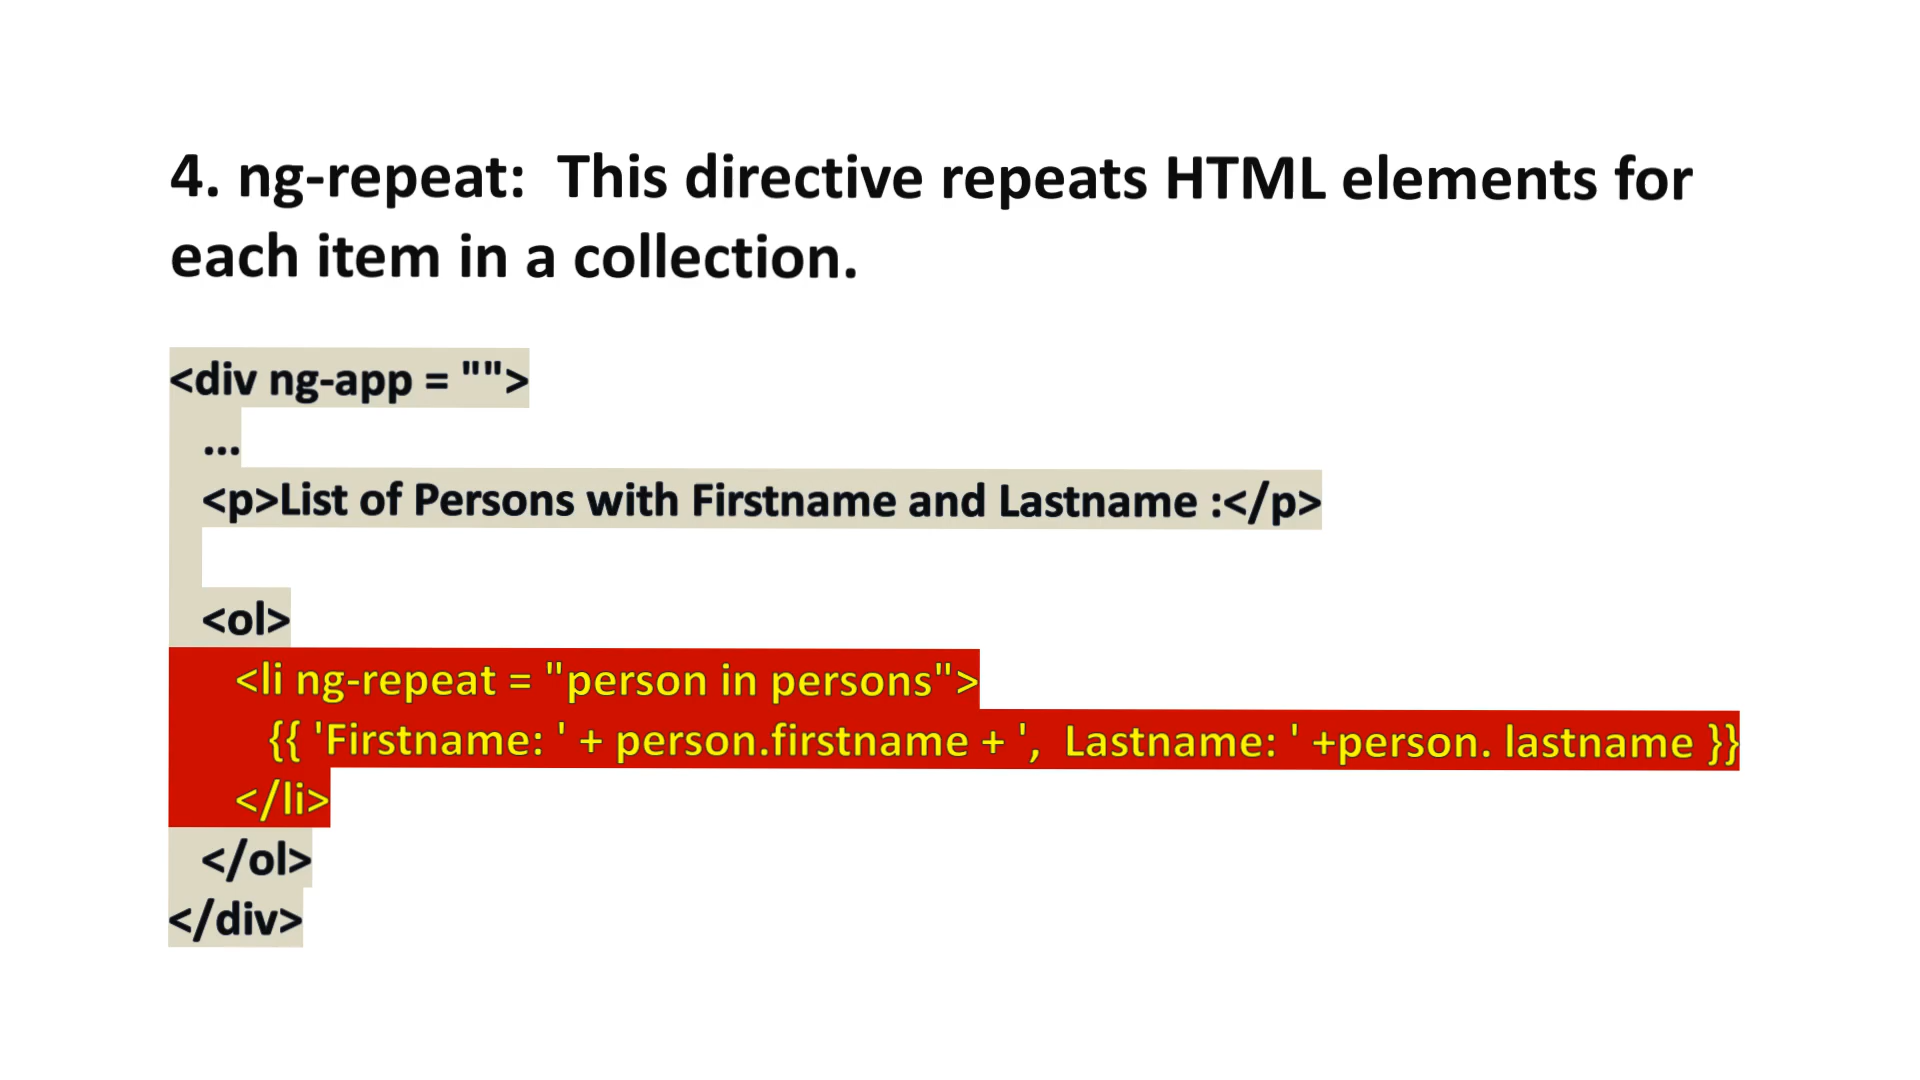 4. ng-repeat:  This directive repeats HTML elements for
each item in a collection.
<div ng-app = "">
...
<p>List of Persons with Firstname and Lastname :</p>
<ol>
<li ng-repeat = "person in persons">
{{ 'Firstname: ' + person.firstname + ',  Lastname: ' +person. lastname }}
</li>
</ol>
</div>